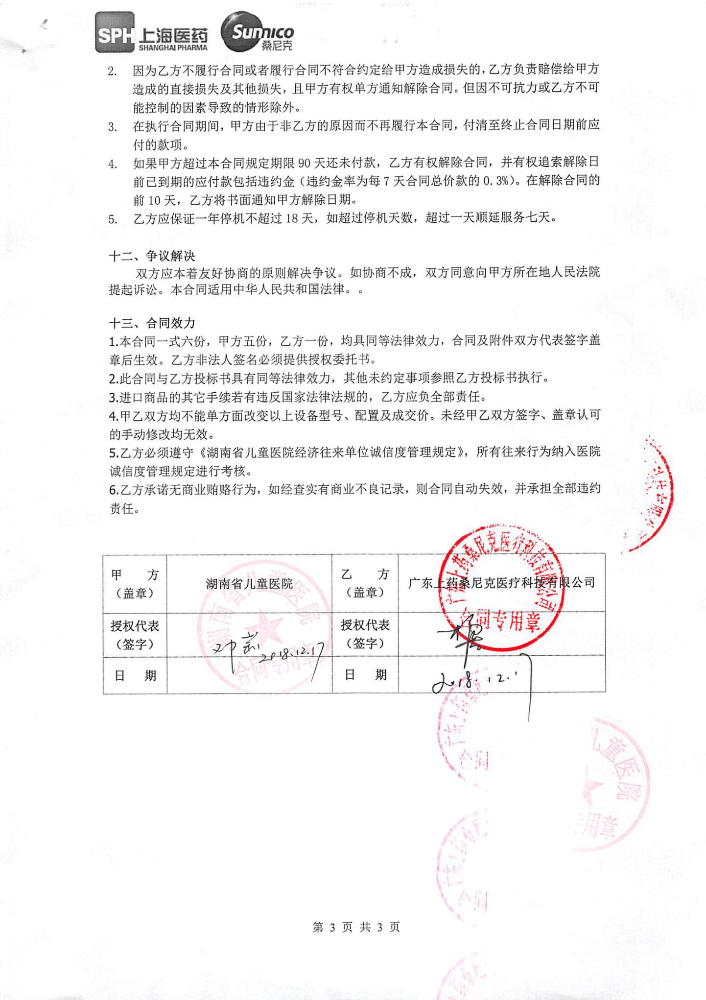 SPH 上海医药
SHANGHAI PHARMA
Sunnico
桑尼克
2. 因为乙方不履行合同或者履行合同不符合约定给甲方造成损失的，乙方负责赔偿给甲方
造成的直接损失及其他损失，且甲方有权单方通知解除合同。但因不可抗力或乙方不可
能控制的因素导致的情形除外。
3. 在执行合同期间，甲方由于非乙方的原因而不再履行本合同，付清至终止合同日期前应
付的款项。
4. 如果甲方超过本合同规定期限 90 天还未付款，乙方有权解除合同，并有权追索解除日
前已到期的应付款包括违约金（违约金率为每 7 天合同总价款的 0.3%）。在解除合同的
前 10 天，乙方将书面通知甲方解除日期。
5. 乙方应保证一年停机不超过 18 天，如超过停机天数，超过一天顺延服务七天。
十二、争议解决
双方应本着友好协商的原则解决争议。如协商不成，双方同意向甲方所在地人民法院
提起诉讼。本合同适用中华人民共和国法律。。
十三、合同效力
1.本合同一式六份，甲方五份，乙方一份，均具同等法律效力，合同及附件双方代表签字盖
章后生效。乙方非法人签名必须提供授权委托书。
2.此合同与乙方投标书具有同等法律效力，其他未约定事项参照乙方投标书执行。
3.进口商品的其它手续若有违反国家法律法规的，乙方应负全部责任。
4.甲乙双方均不能单方面改变以上设备型号、配置及成交价。未经甲乙双方签字、盖章认可
的手动修改均无效。
5.乙方必须遵守《湖南省儿童医院经济往来单位诚信度管理规定》，所有往来行为纳入医院
诚信度管理规定进行考核。
6.乙方承诺无商业贿赂行为，如经查实有商业不良记录，则合同自动失效，并承担全部违约
责任。
甲 方
（盖章）
湖南省儿童医院
乙 方
（盖章）
广东上药桑尼克医疗科技有限公司
湖南省儿童医院
合同专用章
广东上药桑尼克医疗科技有限公司
合同专用章
授权代表
（签字）
2018.12.17
授权代表
（签字）
日 期
日 期
2018.12.17
广东上药桑尼
合同
儿童医院
专用章
广东上药桑尼
合同
第 3 页 共 3 页